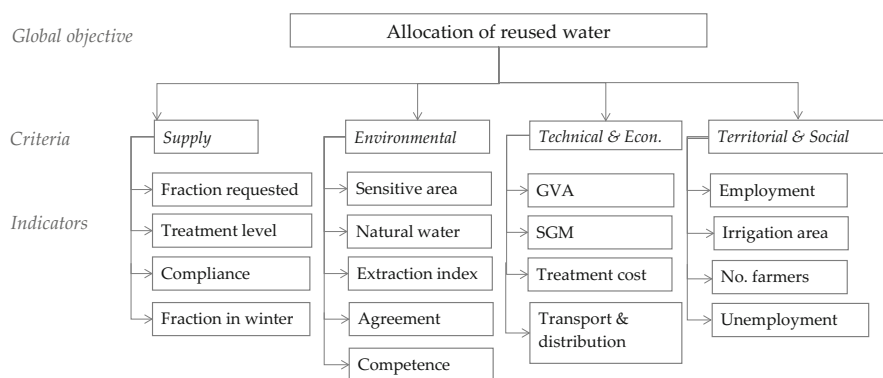 Global objective
Allocation of reused water
Criteria
Supply
Environmental
Technical & Econ.
Territorial & Social
Indicators
Fraction requested
Treatment level
Compliance
Fraction in winter
Sensitive area
Natural water
Extraction index
Agreement
Competence
GVA
SGM
Treatment cost
Transport &
distribution
Employment
Irrigation area
No. farmers
Unemployment